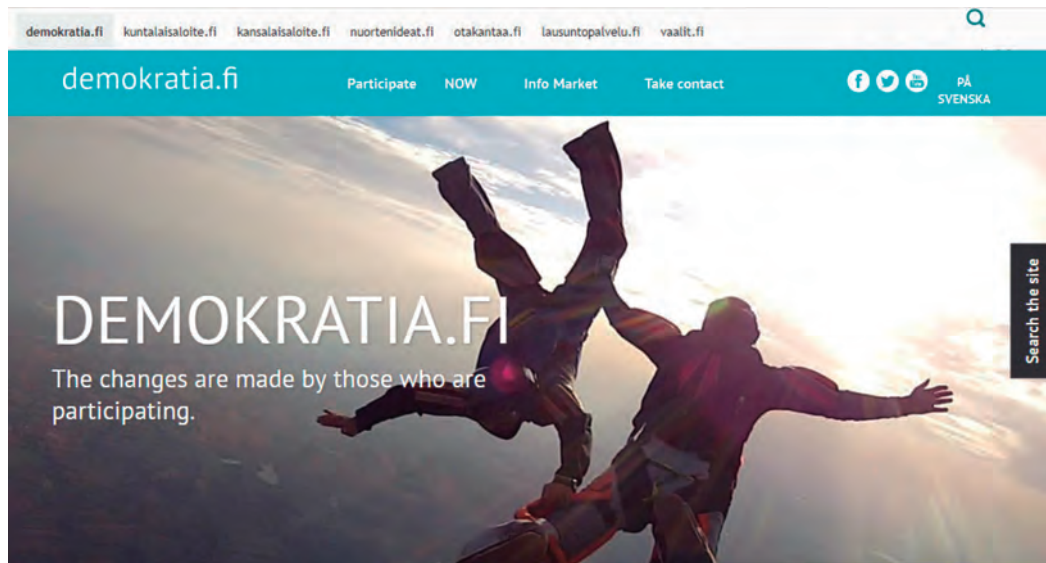 demokratia.fi kuntalaisaloite.fi kansalaisaloite.fi nuortenideat.fi otakantaa.fi lausuntopalvelu.fi vaalit.fi
demokratia.fi Participate NOW Info Market Take contact PÅ
SVENSKA
Search the site
DEMOKRATIA.FI
The changes are made by those who are
participating.